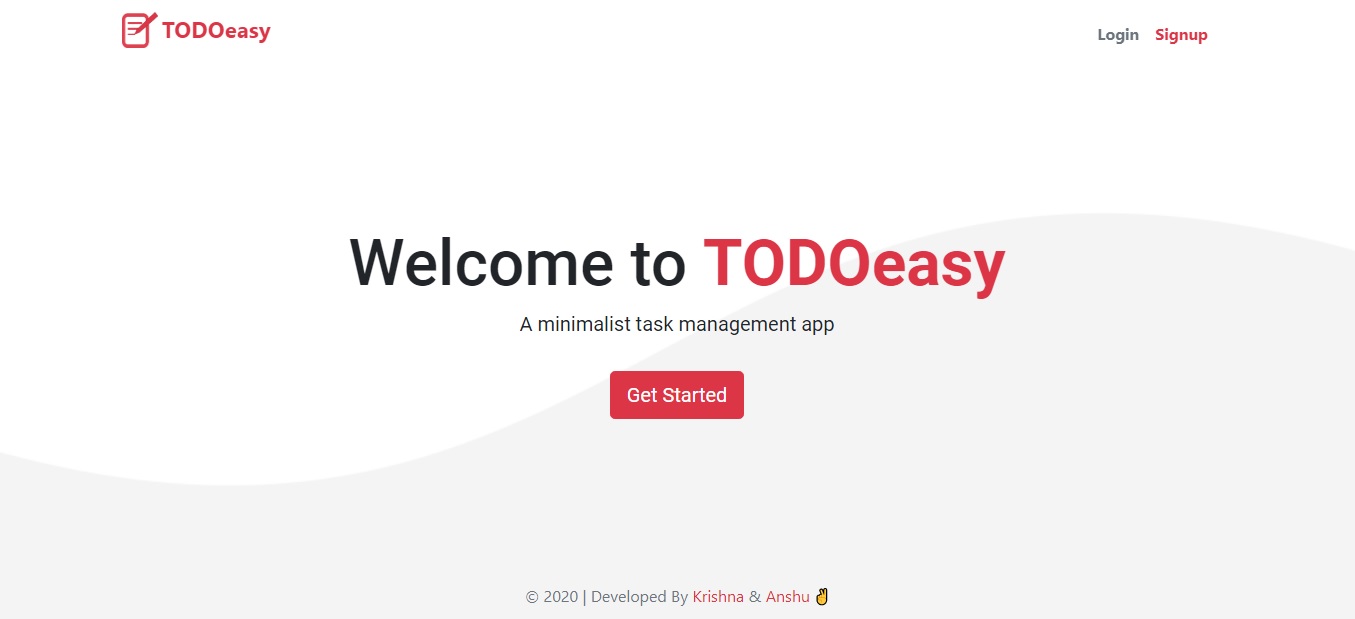 TODOeasy
Login Signup
Welcome to TODOeasy
A minimalist task management app
Get Started
© 2020 | Developed By Krishna & Anshu ✌